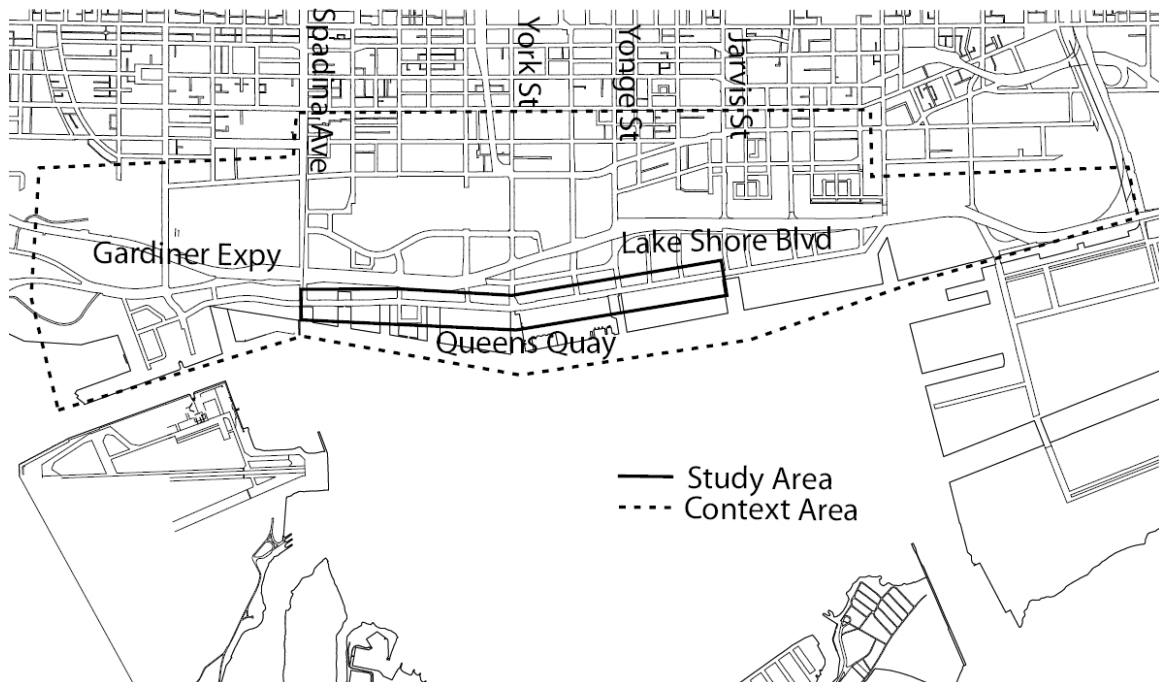 Spadina Ave
York St
Yonge St
Jarvis St
Gardiner Expy
Lake Shore Blvd
Queens Quay
Study Area
Context Area